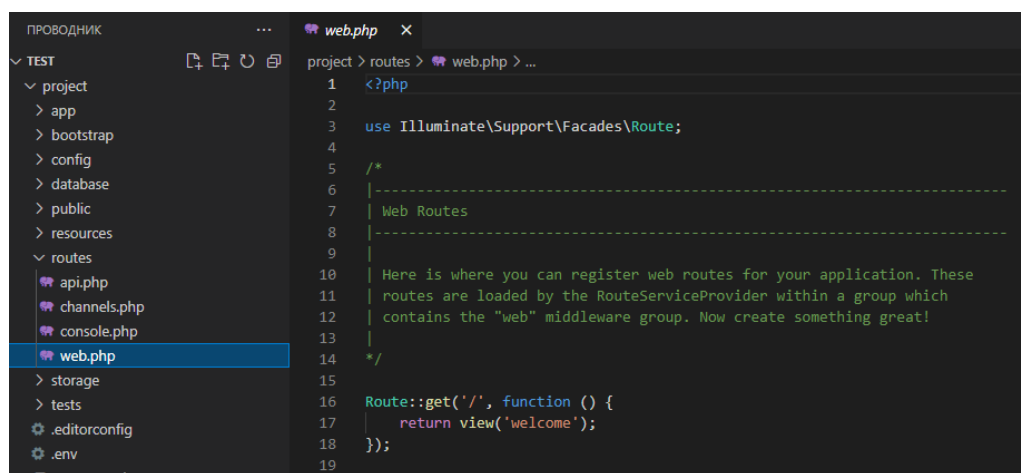 ПРОВОДНИК
...
TEST
project
app
bootstrap
config
database
public
resources
routes
api.php
channels.php
console.php
web.php
storage
tests
.editorconfig
.env
web.php
project > routes > web.php > ...
1 <?php
2
3 use Illuminate\Support\Facades\Route;
4
5 /*
6 |--------------------------------------------------------------------------
7 | Web Routes
8 |--------------------------------------------------------------------------
9 |
10 | Here is where you can register web routes for your application. These
11 | routes are loaded by the RouteServiceProvider within a group which
12 | contains the "web" middleware group. Now create something great!
13 |
14 */
15
16 Route::get('/', function () {
17 return view('welcome');
18 });
19